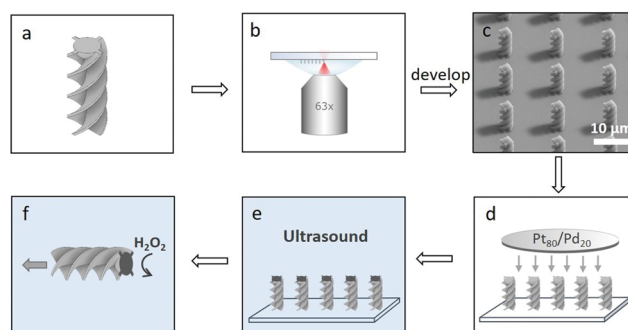 a
b
63x
develop
c
10 μm
d
Pt₈₀/Pd₂₀
e
Ultrasound
f
H₂O₂